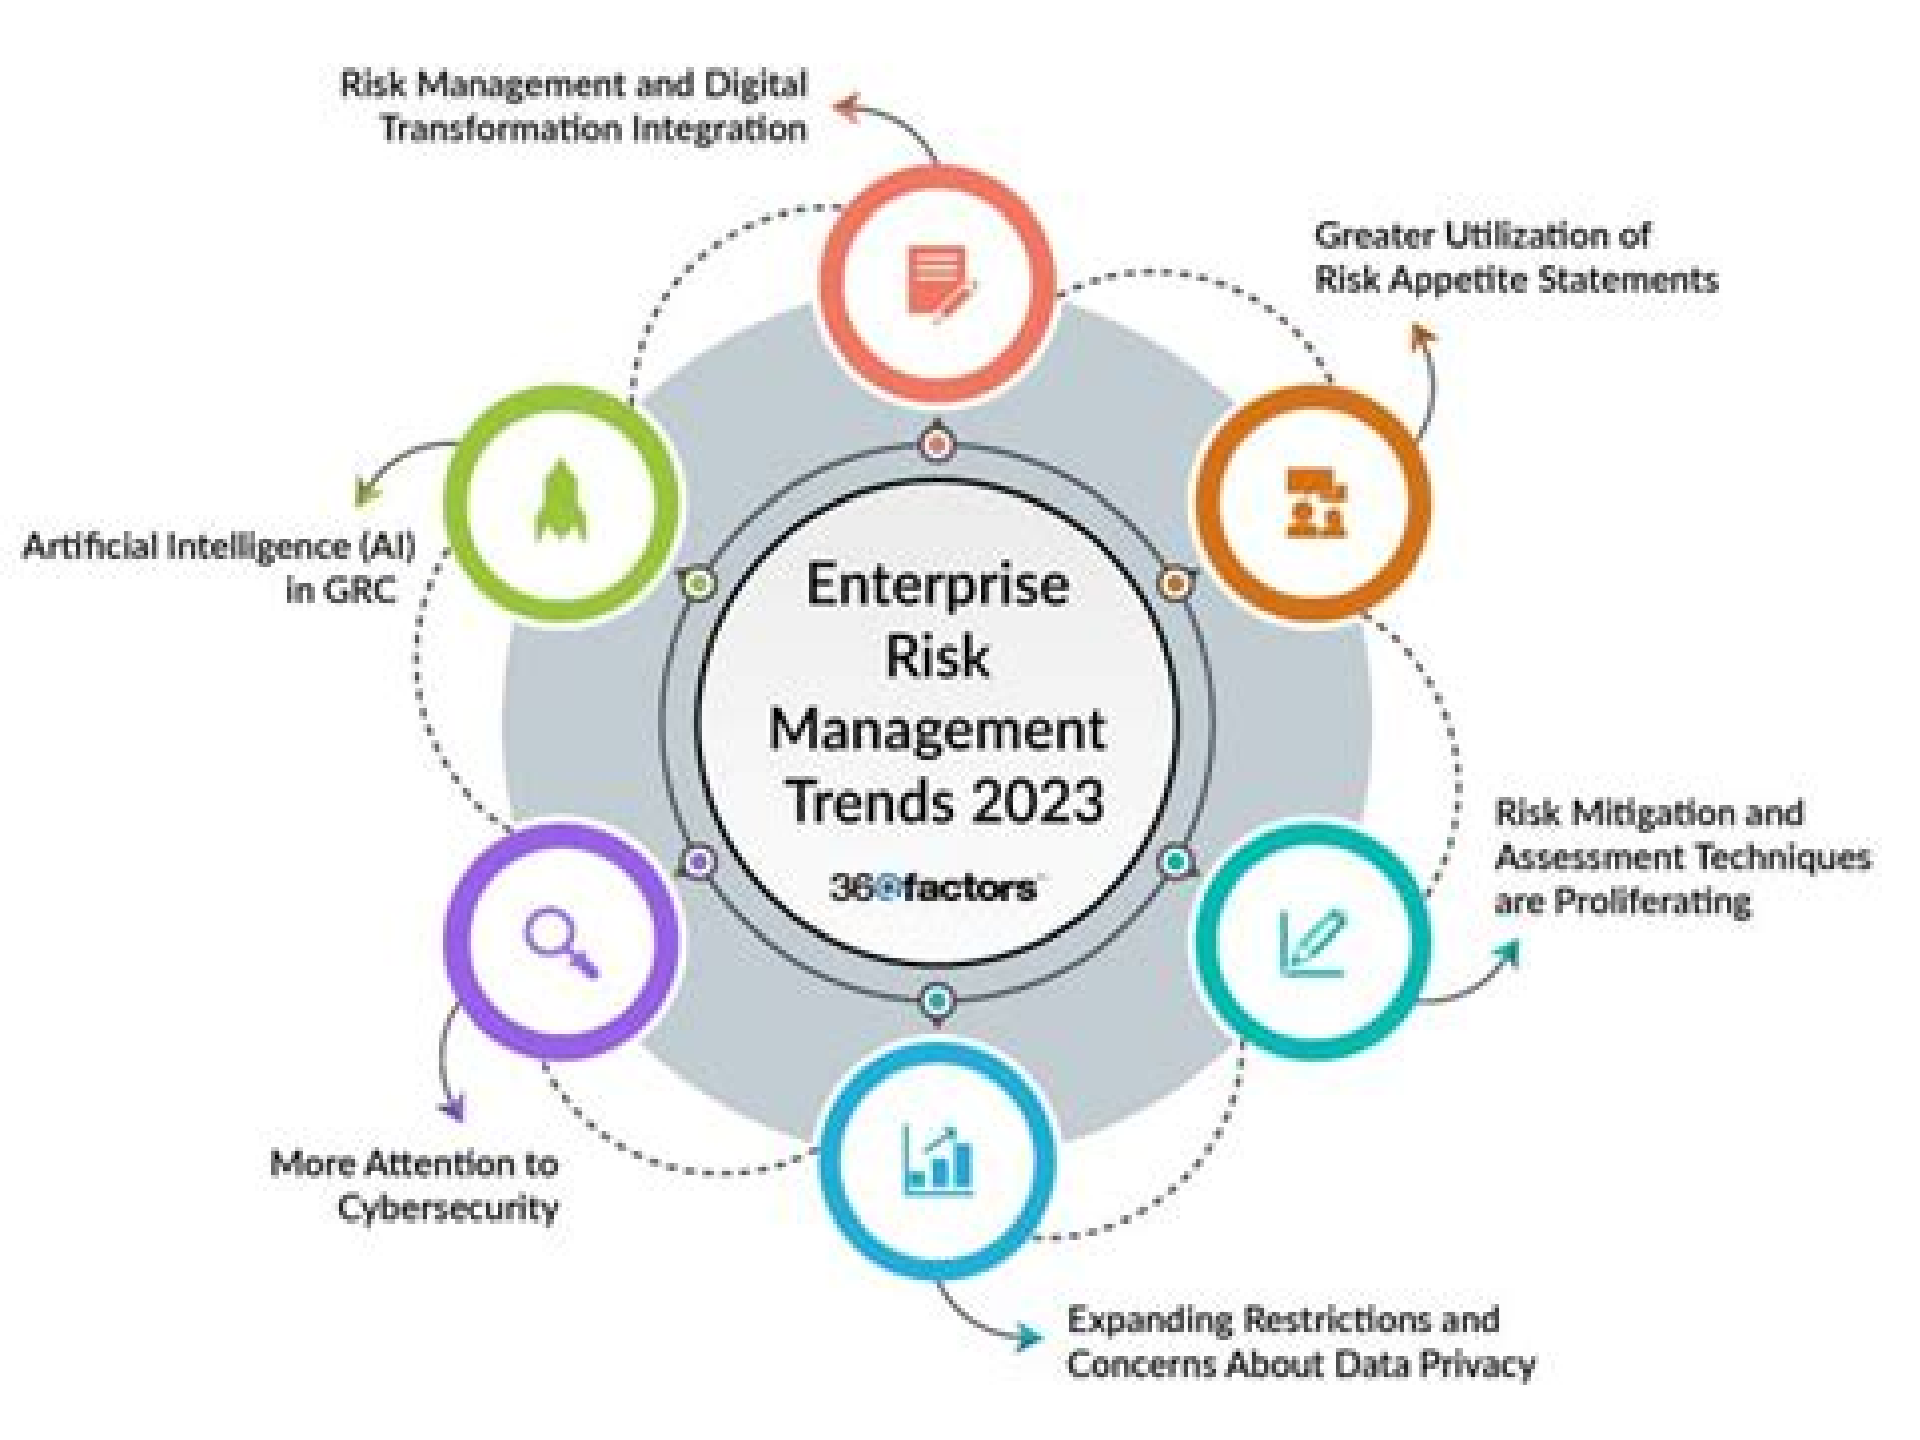 Risk Management and Digital
Transformation Integration
Greater Utilization of
Risk Appetite Statements
Artificial Intelligence (AI)
in GRC
Enterprise
Risk
Management
Trends 2023
360factors
Risk Mitigation and
Assessment Techniques
are Proliferating
More Attention to
Cybersecurity
Expanding Restrictions and
Concerns About Data Privacy